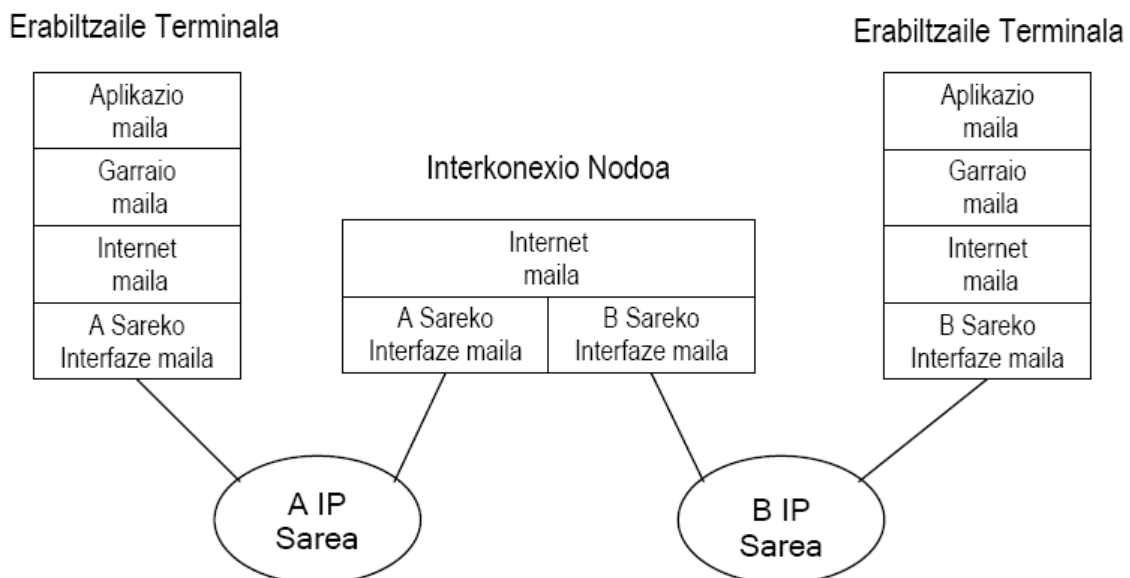 Erabiltzaile Terminala
Aplikazio
maila
Garraio
maila
Internet
maila
A Sareko
Interfaze maila
Interkonexio Nodoa
Internet
maila
A Sareko
Interfaze maila
B Sareko
Interfaze maila
Erabiltzaile Terminala
Aplikazio
maila
Garraio
maila
Internet
maila
B Sareko
Interfaze maila
A IP
Sarea
B IP
Sarea